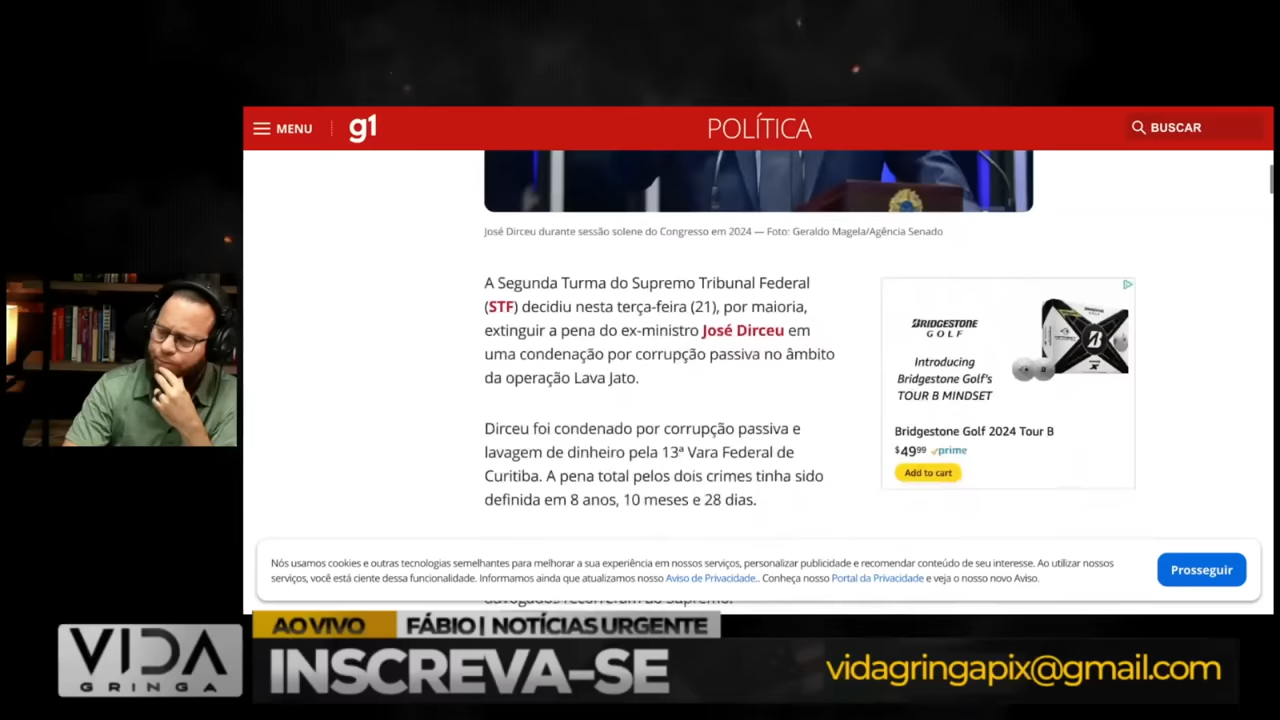 MENU
g1
POLÍTICA
BUSCAR
José Dirceu durante sessão solene do Congresso em 2024 — Foto: Geraldo Magela/Agência Senado
A Segunda Turma do Supremo Tribunal Federal
(STF) decidiu nesta terça-feira (21), por maioria,
extinguir a pena do ex-ministro José Dirceu em
uma condenação por corrupção passiva no âmbito
da operação Lava Jato.
Dirceu foi condenado por corrupção passiva e
lavagem de dinheiro pela 13ª Vara Federal de
Curitiba. A pena total pelos dois crimes tinha sido
definida em 8 anos, 10 meses e 28 dias.
BRIDGESTONE
GOLF
Introducing
Bridgestone Golf's
TOUR B MINDSET
Bridgestone Golf 2024 Tour B
$4999 prime
Add to cart
Nós usamos cookies e outras tecnologias semelhantes para melhorar a sua experiência em nossos serviços, personalizar publicidade e recomendar conteúdo de seu interesse. Ao utilizar nossos
serviços, você está ciente dessa funcionalidade. Informamos ainda que atualizamos nosso Aviso de Privacidade.. Conheça nosso Portal da Privacidade e veja o nosso novo Aviso.
Prosseguir
advogados recorreram ao Supremo.
AO VIVO
FÁBIO | NOTÍCIAS URGENTE
VIDA
GRINGA
INSCREVA-SE
vidagringapix@gmail.com